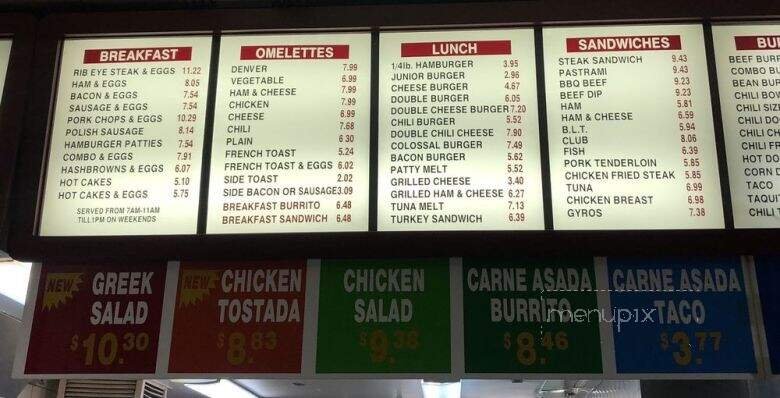 BREAKFAST
RIB EYE STEAK & EGGS 11.22
HAM & EGGS 8.05
BACON & EGGS 7.54
SAUSAGE & EGGS 7.54
PORK CHOPS & EGGS 10.29
POLISH SAUSAGE 8.14
HAMBURGER PATTIES 7.54
COMBO & EGGS 7.91
HASHBROWNS & EGGS 6.07
HOT CAKES 5.10
HOT CAKES & EGGS 5.75
SERVED FROM 7AM-11AM
TILL1PM ON WEEKENDS
OMELETTES
DENVER 7.99
VEGETABLE 6.99
HAM & CHEESE 7.99
CHICKEN 7.99
CHEESE 6.99
CHILI 7.68
PLAIN 6.30
FRENCH TOAST 5.24
FRENCH TOAST & EGGS 6.02
SIDE TOAST 2.02
SIDE BACON OR SAUSAGE3.09
BREAKFAST BURRITO 6.48
BREAKFAST SANDWICH 6.48
LUNCH
1/4lb. HAMBURGER 3.95
JUNIOR BURGER 2.96
CHEESE BURGER 4.67
DOUBLE BURGER 6.05
DOUBLE CHEESE BURGER 7.20
CHILI BURGER 5.52
DOUBLE CHILI CHEESE 7.90
COLOSSAL BURGER 7.49
BACON BURGER 5.62
PATTY MELT 5.52
GRILLED CHEESE 3.40
GRILLED HAM & CHEESE 6.27
TUNA MELT 7.13
TURKEY SANDWICH 6.39
SANDWICHES
STEAK SANDWICH 9.43
PASTRAMI 9.43
BBQ BEEF 9.23
BEEF DIP 9.23
HAM 5.81
HAM & CHEESE 6.59
B.L.T. 5.94
CLUB 8.06
FISH 6.39
PORK TENDERLOIN 5.85
CHICKEN FRIED STEAK 5.85
TUNA 6.99
CHICKEN BREAST 6.98
GYROS 7.38
BU
BEEF BURR
COMBO BU
BEAN BUR
CHILI BOW
CHILI SIZE
CHILI DO
CHILI CH
CHILI FR
HOT DO
CORN D
TACO
TAQUI
CHILI T
NEW GREEK
SALAD
$10.30
NEW CHICKEN
TOSTADA
$8.83
CHICKEN
SALAD
$9.38
CARNE ASADA
BURRITO
$8.46
CARNE ASADA
TACO
$3.77
menupix